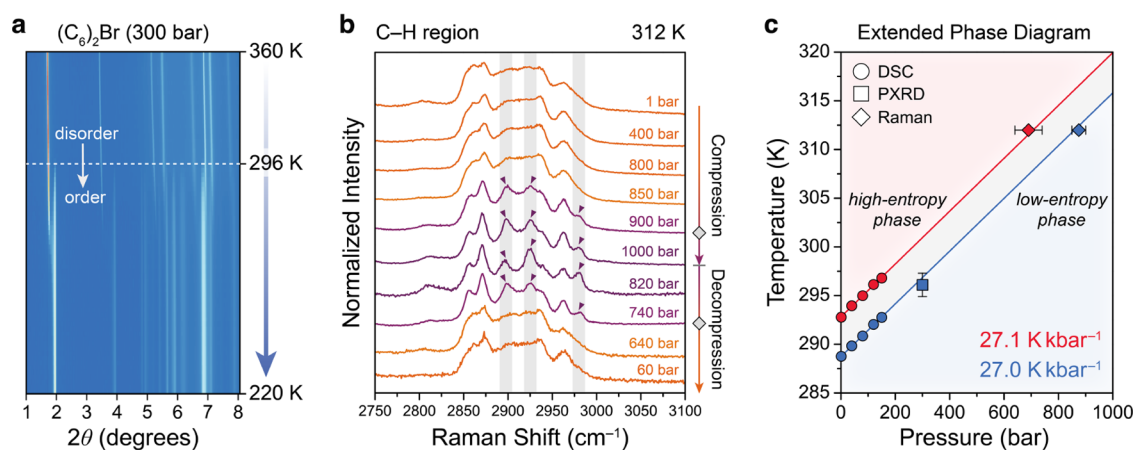 a
(C₆)₂Br (300 bar)
360 K
disorder
296 K
order
220 K
1 2 3 4 5 6 7 8
2θ (degrees)
b
C–H region 312 K
Normalized Intensity
1 bar
400 bar
800 bar
850 bar
900 bar
1000 bar
820 bar
740 bar
640 bar
60 bar
Compression
Decompression
2750 2800 2850 2900 2950 3000 3050 3100
Raman Shift (cm⁻¹)
c
Extended Phase Diagram
Temperature (K)
320
315
310
305
300
295
290
285
DSC
PXRD
Raman
high-entropy
phase
low-entropy
phase
27.1 K kbar⁻¹
27.0 K kbar⁻¹
0 200 400 600 800 1000
Pressure (bar)